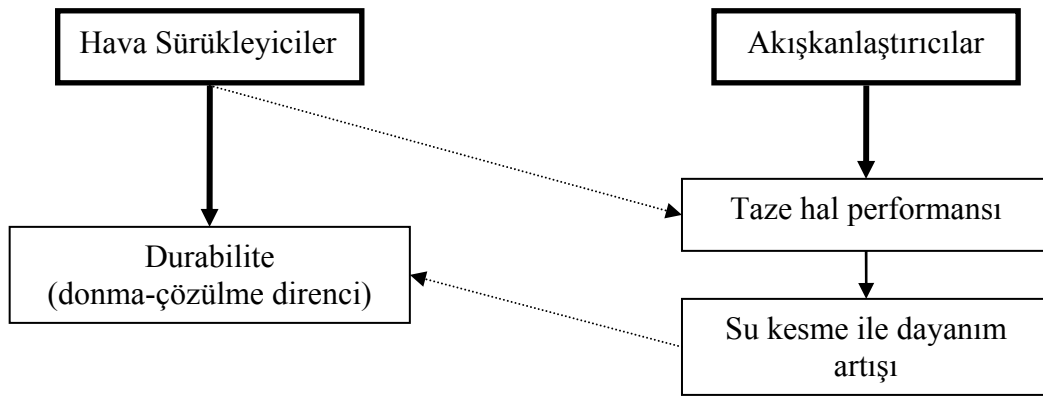 Hava Sürükleyiciler
Akışkanlaştırıcılar
Taze hal performansı
Durabilite
(donma-çözülme direnci)
Su kesme ile dayanım
artışı